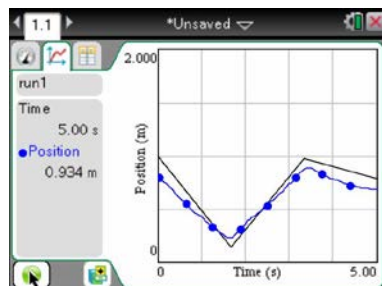 1.1 *Unsaved
run1
Time
5.00 s
Position
0.934 m
2.000
Position (m)
0
0 Time (s) 5.00